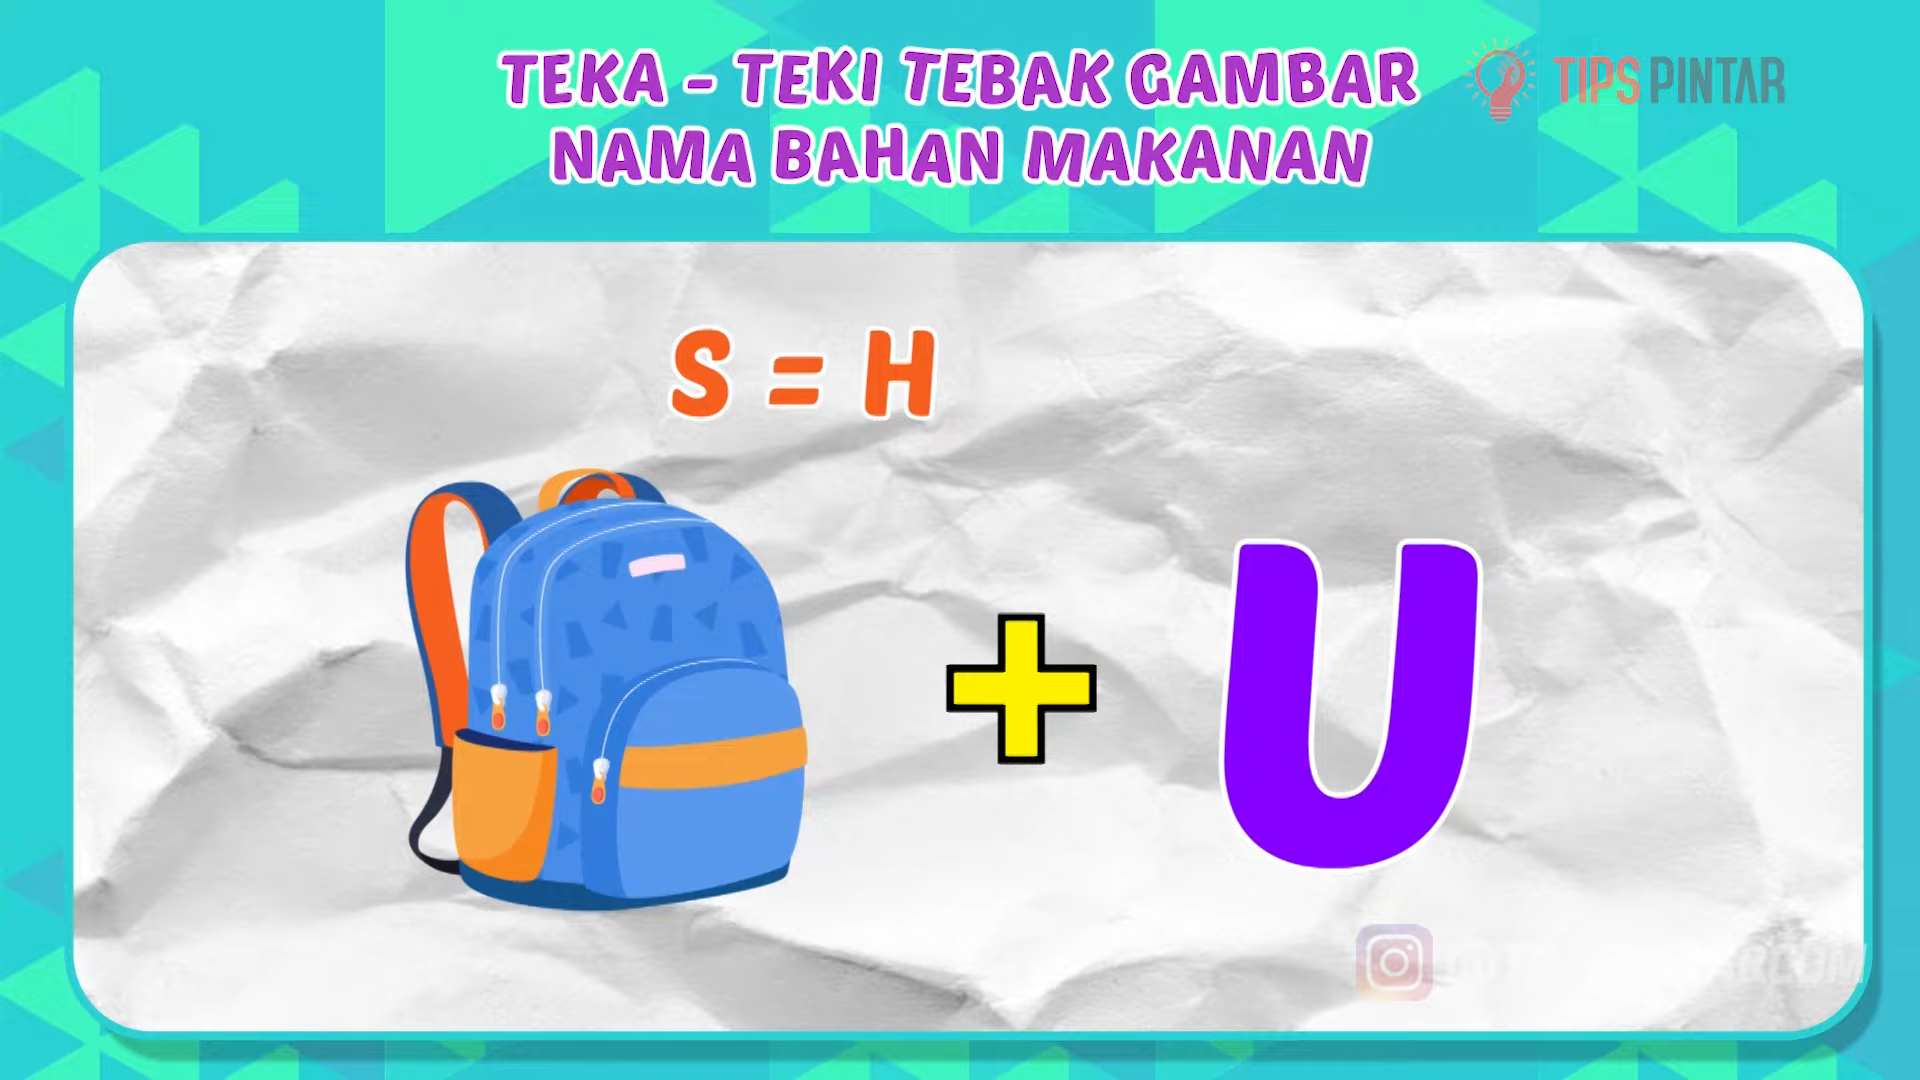 TEKA - TEKI TEBAK GAMBAR
NAMA BAHAN MAKANAN
TIPS PINTAR
S = H
+ U